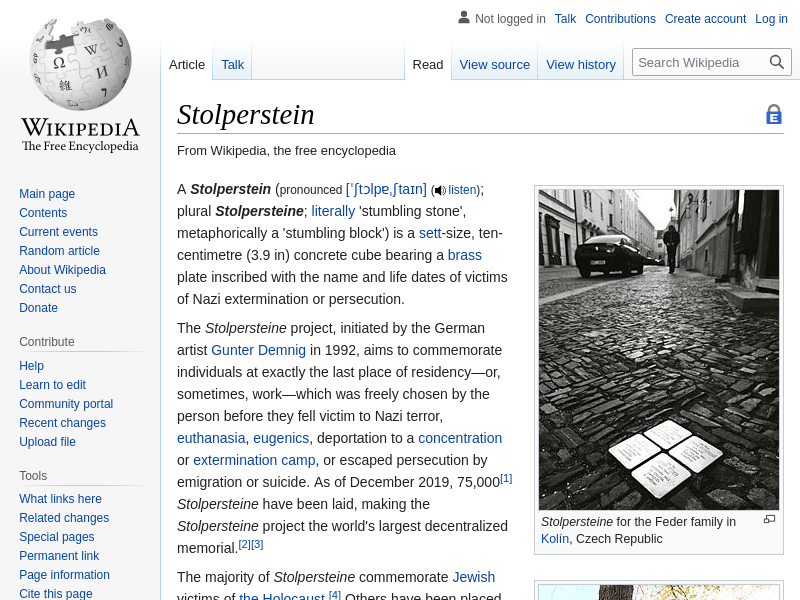 Not logged in Talk Contributions Create account Log in
Article Talk Read View source View history Search Wikipedia
WIKIPEDIA
The Free Encyclopedia
Main page
Contents
Current events
Random article
About Wikipedia
Contact us
Donate
Contribute
Help
Learn to edit
Community portal
Recent changes
Upload file
Tools
What links here
Related changes
Special pages
Permanent link
Page information
Cite this page
Stolperstein
From Wikipedia, the free encyclopedia
A Stolperstein (pronounced [ˈʃtɔlpɐˌʃtaɪn] (listen);
plural Stolpersteine; literally 'stumbling stone',
metaphorically a 'stumbling block') is a sett-size, ten-
centimetre (3.9 in) concrete cube bearing a brass
plate inscribed with the name and life dates of victims
of Nazi extermination or persecution.
The Stolpersteine project, initiated by the German
artist Gunter Demnig in 1992, aims to commemorate
individuals at exactly the last place of residency—or,
sometimes, work—which was freely chosen by the
person before they fell victim to Nazi terror,
euthanasia, eugenics, deportation to a concentration
or extermination camp, or escaped persecution by
emigration or suicide. As of December 2019, 75,000[1]
Stolpersteine have been laid, making the
Stolpersteine project the world's largest decentralized
memorial.[2][3]
The majority of Stolpersteine commemorate Jewish
victims of the Holocaust.[4] Others have been placed
Stolpersteine for the Feder family in
Kolín, Czech Republic